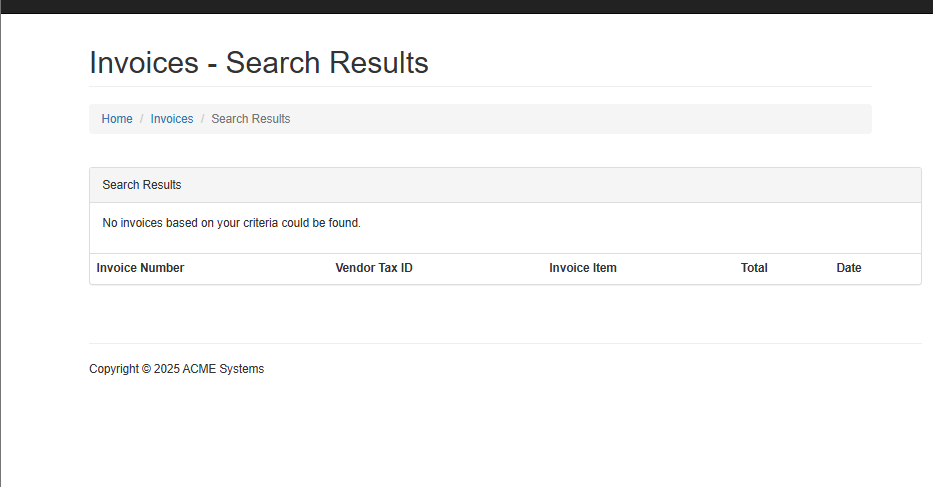 Invoices - Search Results
Home / Invoices / Search Results
Search Results
No invoices based on your criteria could be found.
Invoice Number Vendor Tax ID Invoice Item Total Date
Copyright © 2025 ACME Systems